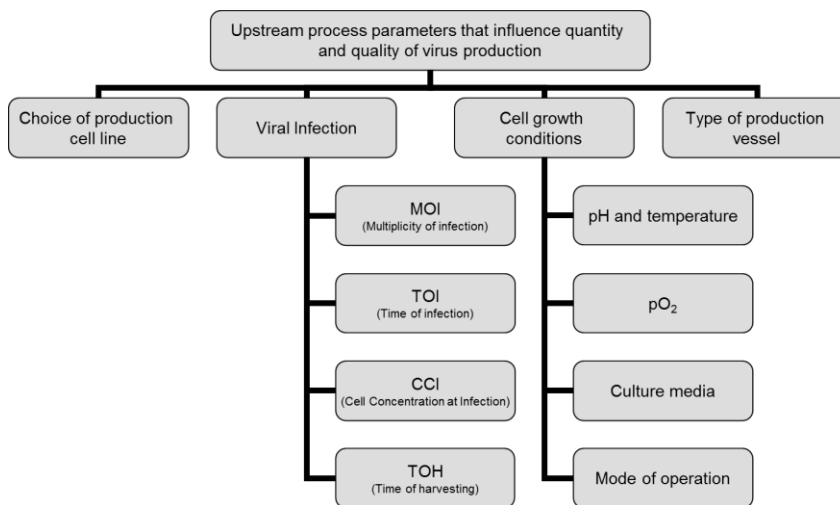 Upstream process parameters that influence quantity
and quality of virus production
Choice of production
cell line
Viral Infection
Cell growth
conditions
Type of production
vessel
MOI
(Multiplicity of infection)
TOI
(Time of infection)
CCI
(Cell Concentration at Infection)
TOH
(Time of harvesting)
pH and temperature
pO₂
Culture media
Mode of operation